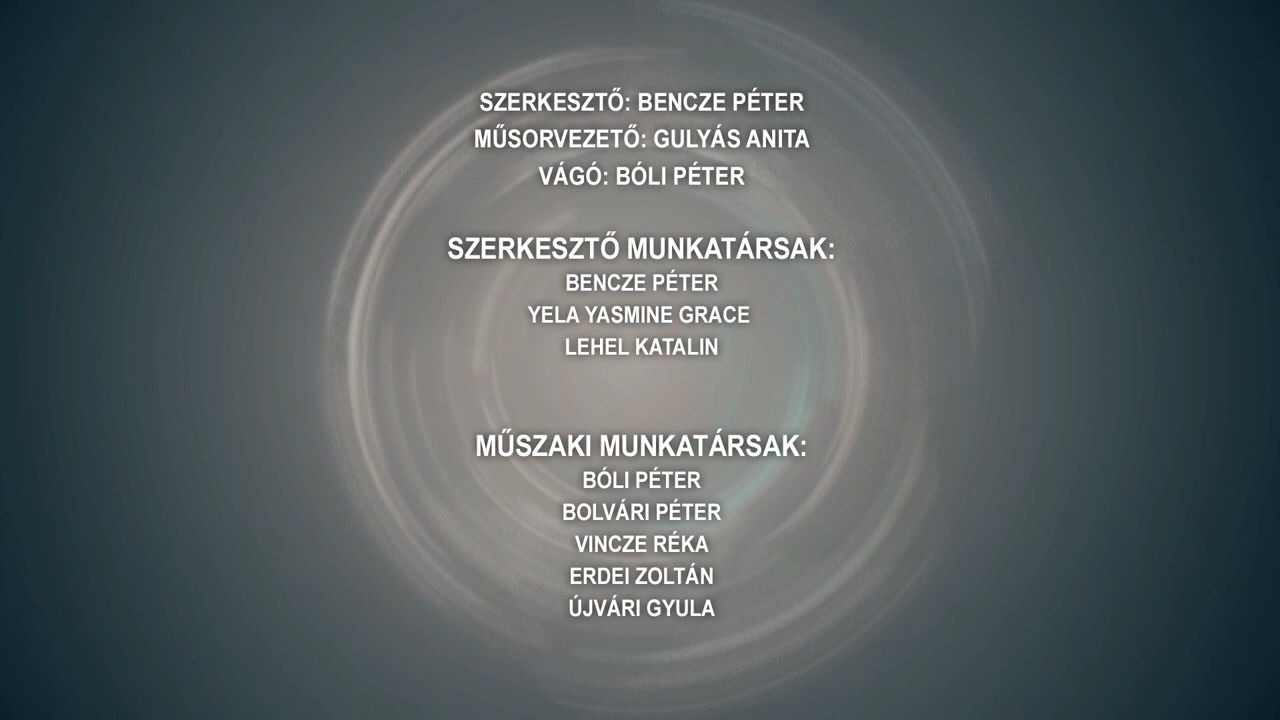 SZERKESZTŐ: BENCZE PÉTER
MŰSORVEZETŐ: GULYÁS ANITA
VÁGÓ: BÓLI PÉTER
SZERKESZTŐ MUNKATÁRSAK:
BENCZE PÉTER
YELA YASMINE GRACE
LEHEL KATALIN
MŰSZAKI MUNKATÁRSAK:
BÓLI PÉTER
BOLVÁRI PÉTER
VINCZE RÉKA
ERDEI ZOLTÁN
ÚJVÁRI GYULA